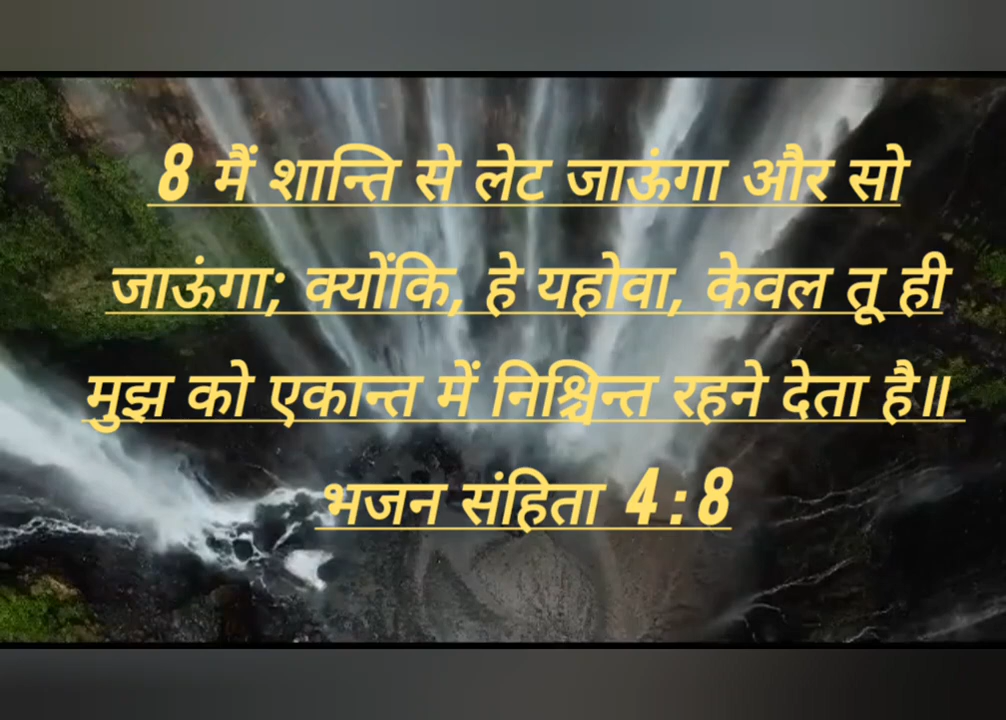 8 मैं शान्ति से लेट जाऊंगा और सो
जाऊंगा; क्योंकि, हे यहोवा, केवल तू ही
मुझ को एकान्त में निश्चिन्त रहने देता है॥
भजन संहिता 4:8